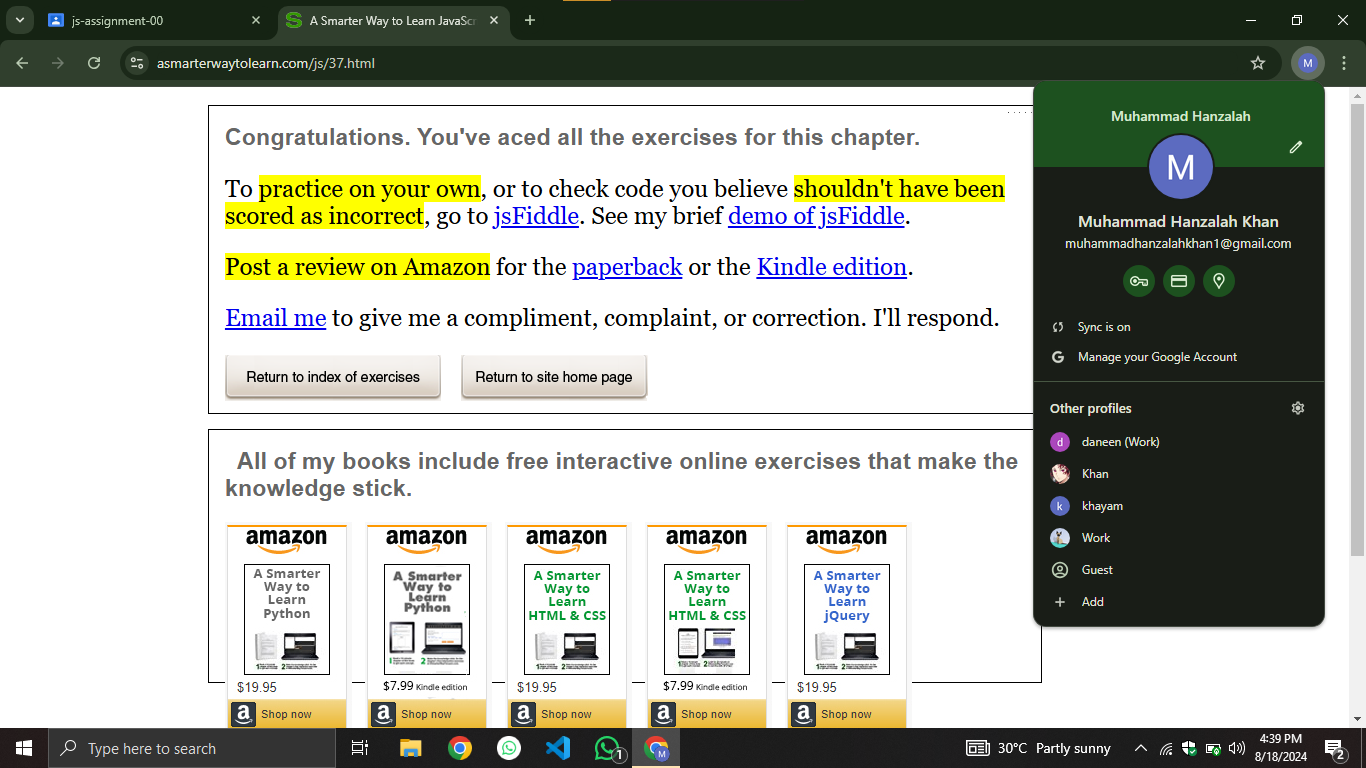 js-assignment-00
A Smarter Way to Learn JavaScr
asmarterwaytolearn.com/js/37.html
M
Congratulations. You've aced all the exercises for this chapter.
To practice on your own, or to check code you believe shouldn't have been
scored as incorrect, go to jsFiddle. See my brief demo of jsFiddle.
Post a review on Amazon for the paperback or the Kindle edition.
Email me to give me a compliment, complaint, or correction. I'll respond.
Return to index of exercises
Return to site home page
All of my books include free interactive online exercises that make the
knowledge stick.
amazon
A Smarter
Way to
Learn
Python
$19.95
Shop now
amazon
A Smarter
Way to
Learn
Python
$7.99 Kindle edition
Shop now
amazon
A Smarter
Way to
Learn
HTML & CSS
$19.95
Shop now
amazon
A Smarter
Way to
Learn
HTML & CSS
$7.99 Kindle edition
Shop now
amazon
A Smarter
Way to
Learn
jQuery
$19.95
Shop now
Muhammad Hanzalah
M
Muhammad Hanzalah Khan
muhammadhanzalahkhan1@gmail.com
Sync is on
Manage your Google Account
Other profiles
d daneen (Work)
Khan
k khayam
Work
Guest
Add
Type here to search
1
M
30°C Partly sunny
4:39 PM
8/18/2024
2